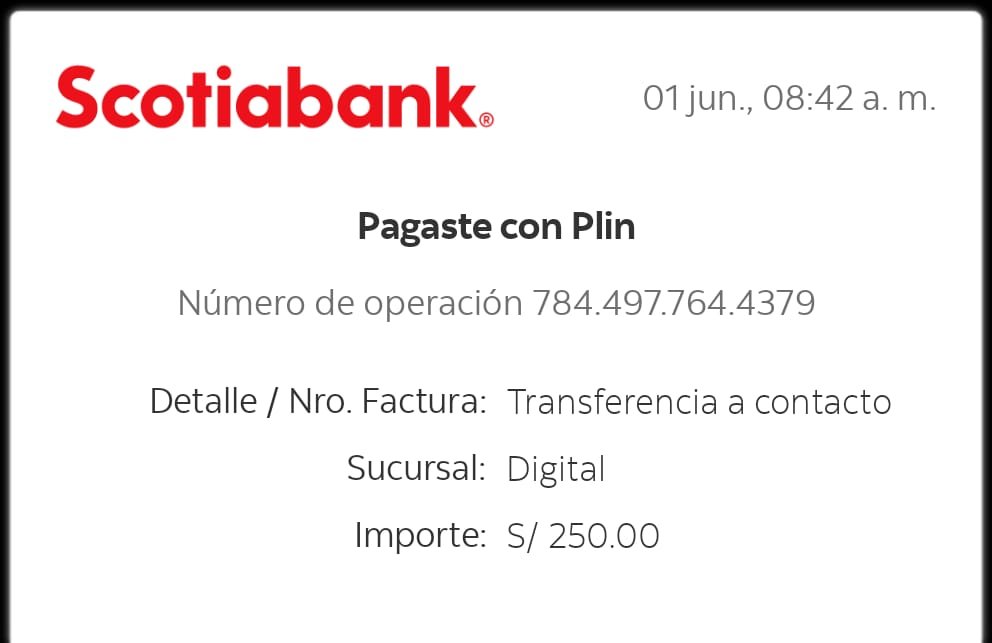 Scotiabank®
01 jun., 08:42 a. m.
Pagaste con Plin
Número de operación 784.497.764.4379
Detalle / Nro. Factura: Transferencia a contacto
Sucursal: Digital
Importe: S/ 250.00